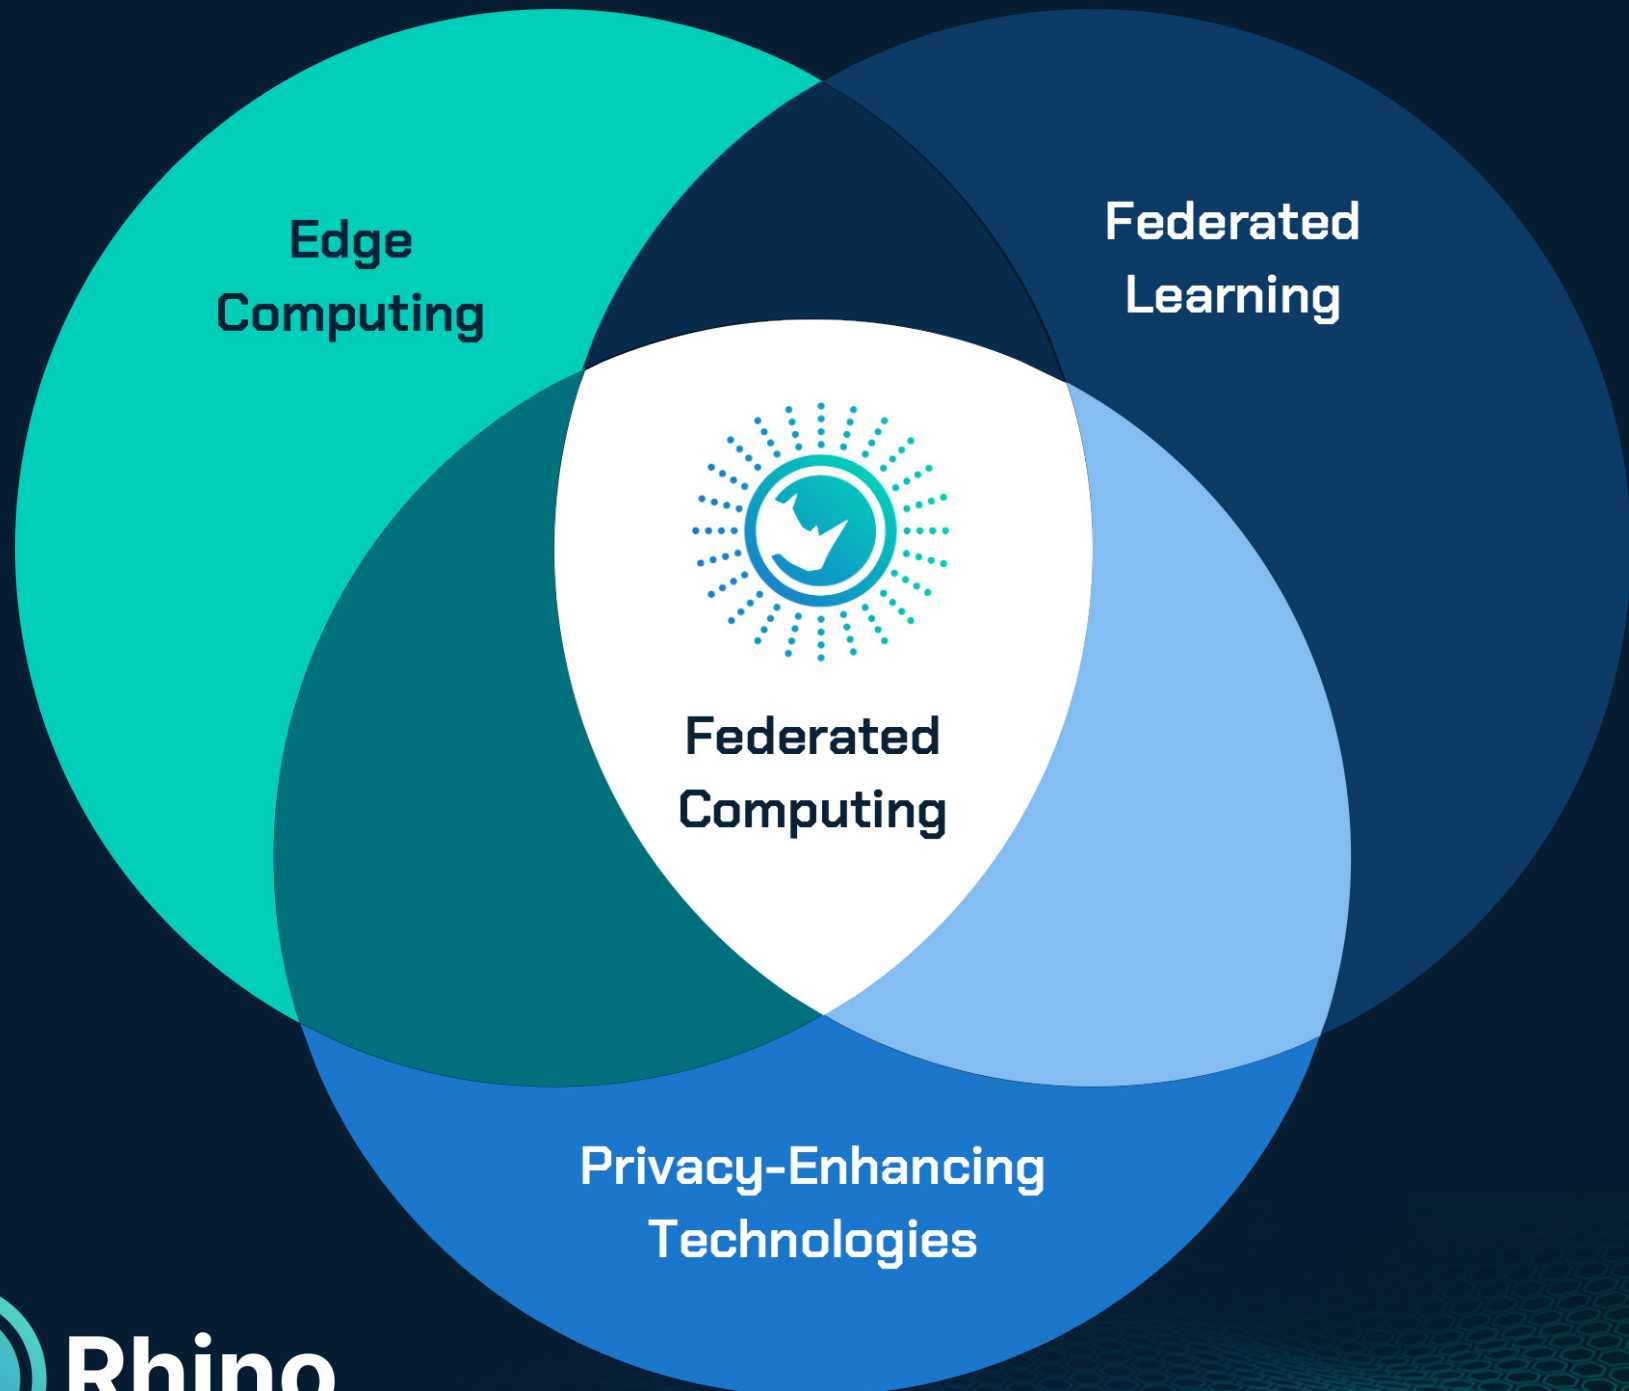 Edge
Computing
Federated
Learning
Federated
Computing
Privacy-Enhancing
Technologies
Rhino